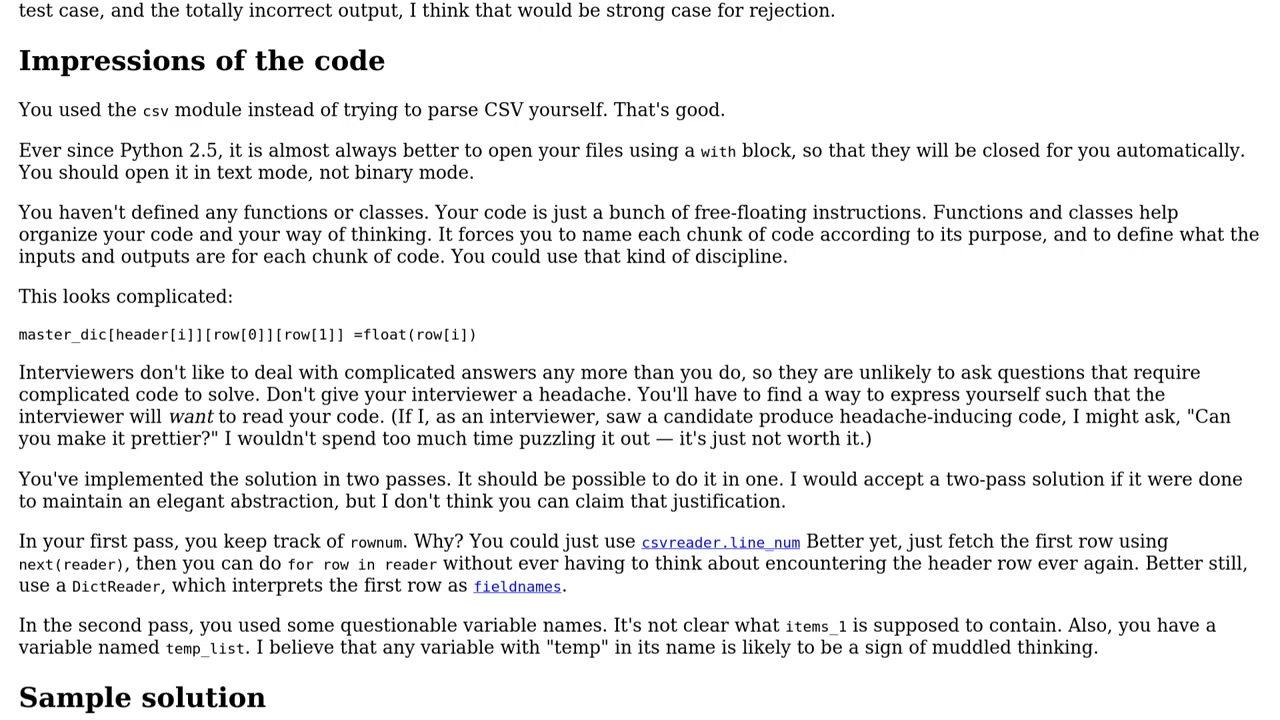 test case, and the totally incorrect output, I think that would be strong case for rejection.
Impressions of the code
You used the csv module instead of trying to parse CSV yourself. That's good.
Ever since Python 2.5, it is almost always better to open your files using a with block, so that they will be closed for you automatically.
You should open it in text mode, not binary mode.
You haven't defined any functions or classes. Your code is just a bunch of free-floating instructions. Functions and classes help
organize your code and your way of thinking. It forces you to name each chunk of code according to its purpose, and to define what the
inputs and outputs are for each chunk of code. You could use that kind of discipline.
This looks complicated:
master_dic[header[i]][row[0]][row[1]] =float(row[i])
Interviewers don't like to deal with complicated answers any more than you do, so they are unlikely to ask questions that require
complicated code to solve. Don't give your interviewer a headache. You'll have to find a way to express yourself such that the
interviewer will want to read your code. (If I, as an interviewer, saw a candidate produce headache-inducing code, I might ask, "Can
you make it prettier?" I wouldn't spend too much time puzzling it out — it's just not worth it.)
You've implemented the solution in two passes. It should be possible to do it in one. I would accept a two-pass solution if it were done
to maintain an elegant abstraction, but I don't think you can claim that justification.
In your first pass, you keep track of rownum. Why? You could just use csvreader.line_num Better yet, just fetch the first row using
next(reader), then you can do for row in reader without ever having to think about encountering the header row ever again. Better still,
use a DictReader, which interprets the first row as fieldnames.
In the second pass, you used some questionable variable names. It's not clear what items_1 is supposed to contain. Also, you have a
variable named temp_list. I believe that any variable with "temp" in its name is likely to be a sign of muddled thinking.
Sample solution